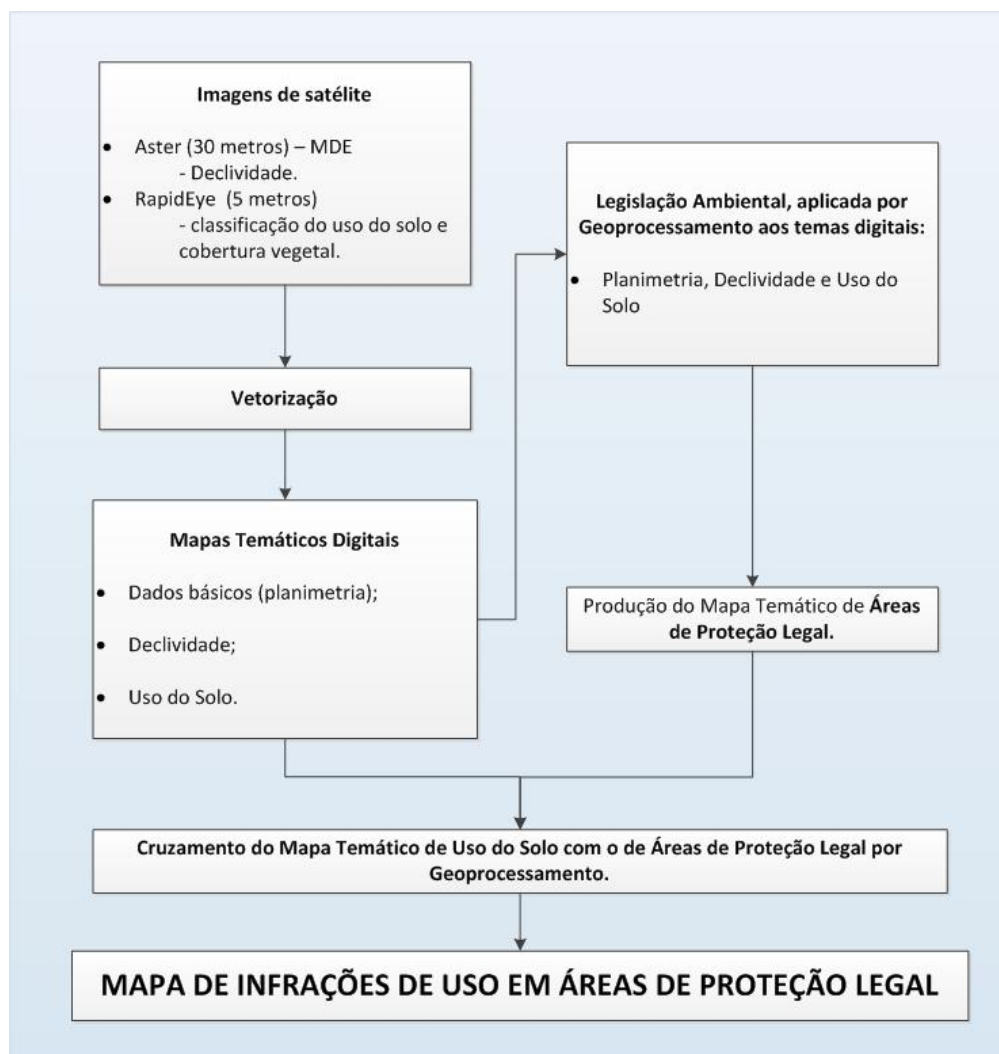 Imagens de satélite
• Aster (30 metros) – MDE
- Declividade.
• RapidEye (5 metros)
- classificação do uso do solo e
cobertura vegetal.
Vetorização
Mapas Temáticos Digitais
• Dados básicos (planimetria);
• Declividade;
• Uso do Solo.
Legislação Ambiental, aplicada por
Geoprocessamento aos temas digitais:
• Planimetria, Declividade e Uso do
Solo
Produção do Mapa Temático de Áreas
de Proteção Legal.
Cruzamento do Mapa Temático de Uso do Solo com o de Áreas de Proteção Legal por
Geoprocessamento.
MAPA DE INFRAÇÕES DE USO EM ÁREAS DE PROTEÇÃO LEGAL